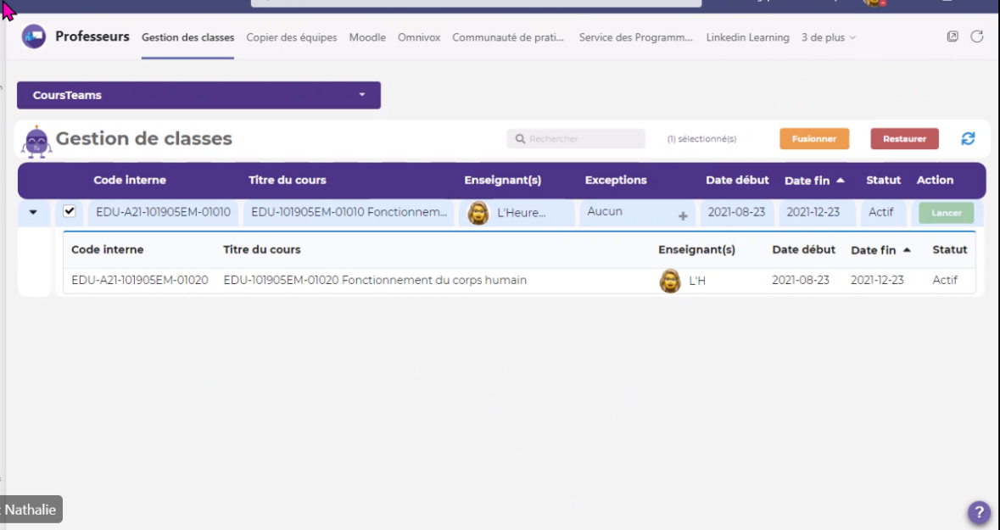 Professeurs Gestion des classes Copier des équipes Moodle Omnivox Communauté de prati... Service des Programm... Linkedin Learning 3 de plus
CoursTeams
Gestion de classes Rechercher (1) sélectionné(s) Fusionner Restaurer
Code interne Titre du cours Enseignant(s) Exceptions Date début Date fin Statut Action
EDU-A21-101905EM-01010 EDU-101905EM-01010 Fonctionnem... L'Heure... Aucun + 2021-08-23 2021-12-23 Actif Lancer
Code interne Titre du cours Enseignant(s) Date début Date fin Statut
EDU-A21-101905EM-01020 EDU-101905EM-01020 Fonctionnement du corps humain L'H 2021-08-23 2021-12-23 Actif
Nathalie
?